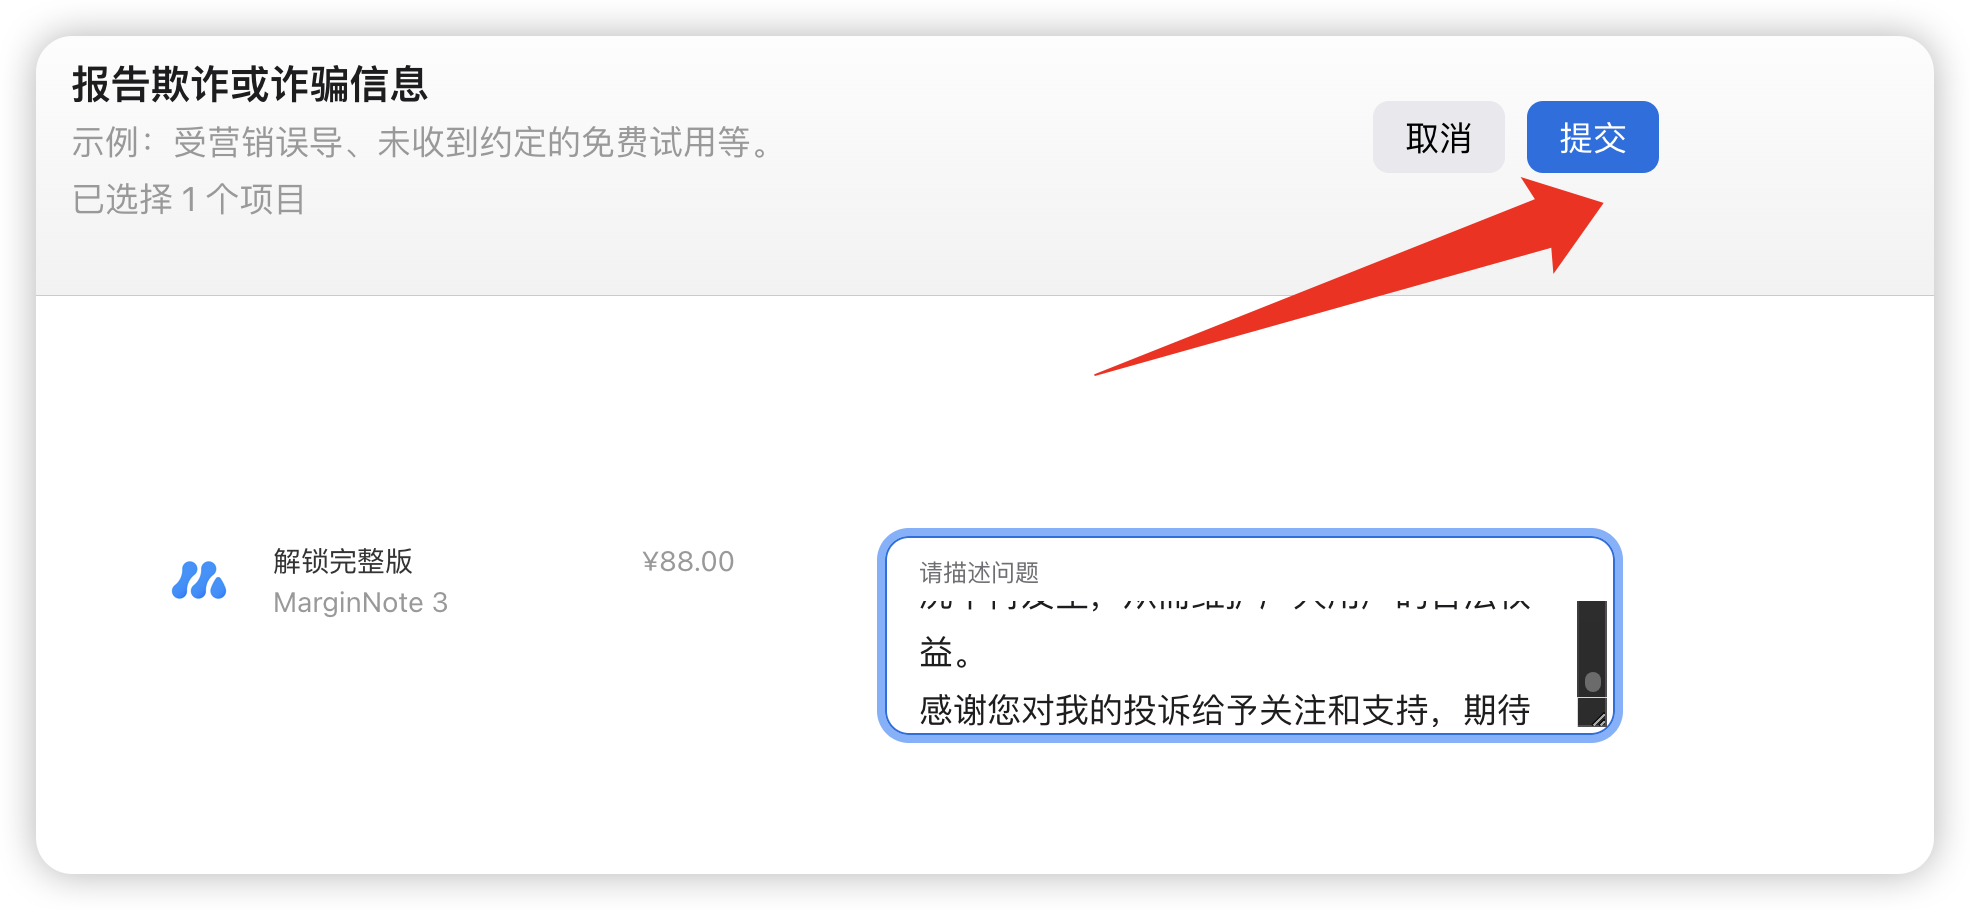 报告欺诈或诈骗信息
示例：受营销误导、未收到约定的免费试用等。
已选择 1 个项目
取消
提交
解锁完整版
MarginNote 3
¥88.00
请描述问题
益。
感谢您对我的投诉给予关注和支持，期待